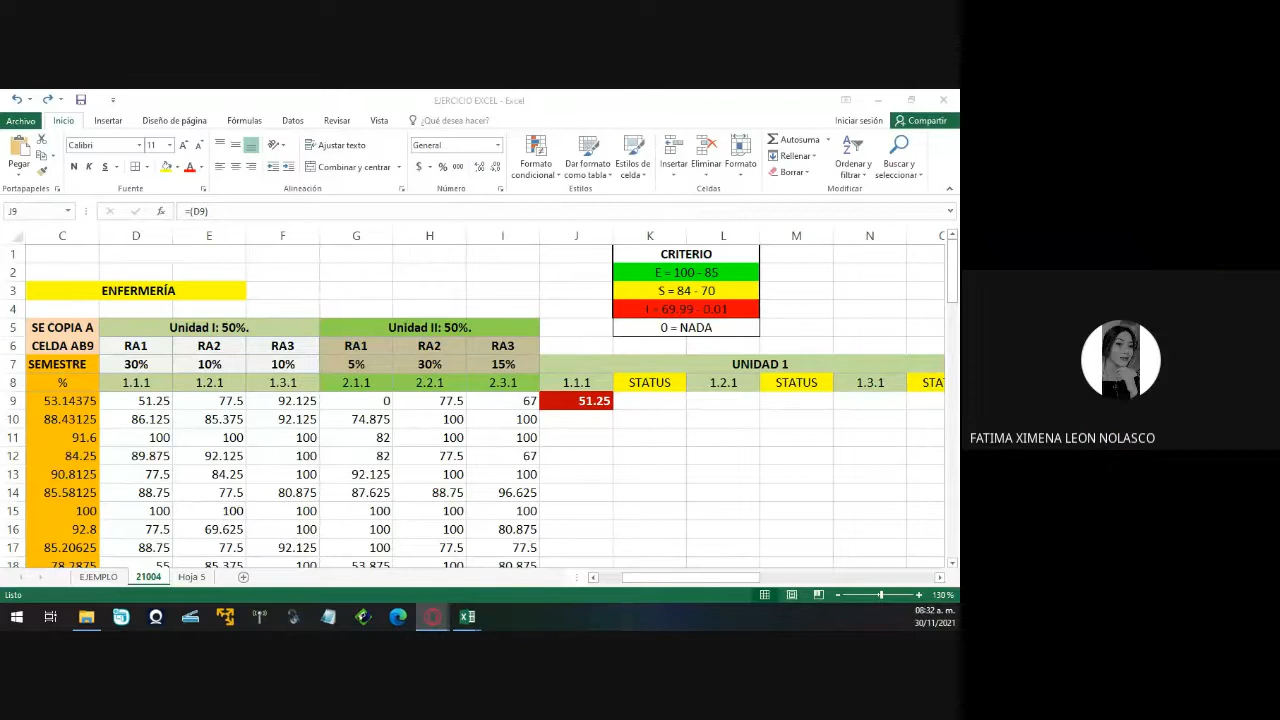 EJERCICIO EXCEL - Excel
Archivo Inicio Insertar Diseño de página Fórmulas Datos Revisar Vista ¿Qué desea hacer? Iniciar sesión Compartir
Pegar
Portapapeles
Calibri 11
N K S
Fuente
Ajustar texto
Combinar y centrar
Alineación
General
$ % 000
Número
Formato condicional
Dar formato como tabla
Estilos de celda
Estilos
Insertar Eliminar Formato
Celdas
Autosuma
Rellenar
Borrar
Ordenar y filtrar
Buscar y seleccionar
Modificar
J9 fx =(D9)
C D E F G H I J K L M N
1 CRITERIO
2 E = 100 - 85
3 ENFERMERÍA S = 84 - 70
4 I = 69.99 - 0.01
5 SE COPIA A Unidad I: 50%. Unidad II: 50%. 0 = NADA
6 CELDA AB9 RA1 RA2 RA3 RA1 RA2 RA3
7 SEMESTRE 30% 10% 10% 5% 30% 15% UNIDAD 1
8 % 1.1.1 1.2.1 1.3.1 2.1.1 2.2.1 2.3.1 1.1.1 STATUS 1.2.1 STATUS 1.3.1 STA
9 53.14375 51.25 77.5 92.125 0 77.5 67 51.25
10 88.43125 86.125 85.375 92.125 74.875 100 100
11 91.6 100 100 100 82 100 100
12 84.25 89.875 92.125 100 82 77.5 67
13 90.8125 77.5 84.25 100 92.125 100 100
14 85.58125 88.75 77.5 80.875 87.625 88.75 96.625
15 100 100 100 100 100 100 100
16 92.8 77.5 69.625 100 100 100 80.875
17 85.20625 88.75 77.5 92.125 100 77.5 77.5
18 78.2875 55 85.375 100 53.875 100 80.875
EJEMPLO 21004 Hoja 5
Listo 130 %
08:32 a. m.
30/11/2021
FATIMA XIMENA LEON NOLASCO